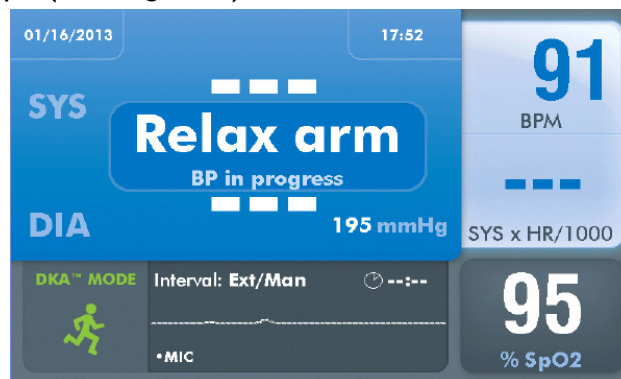 01/16/2013
17:52
SYS
---
Relax arm
BP in progress
DIA
---
195 mmHg
91
BPM
---
SYS x HR/1000
DKA™ MODE
Interval: Ext/Man
--:--
•MIC
95
% SpO2